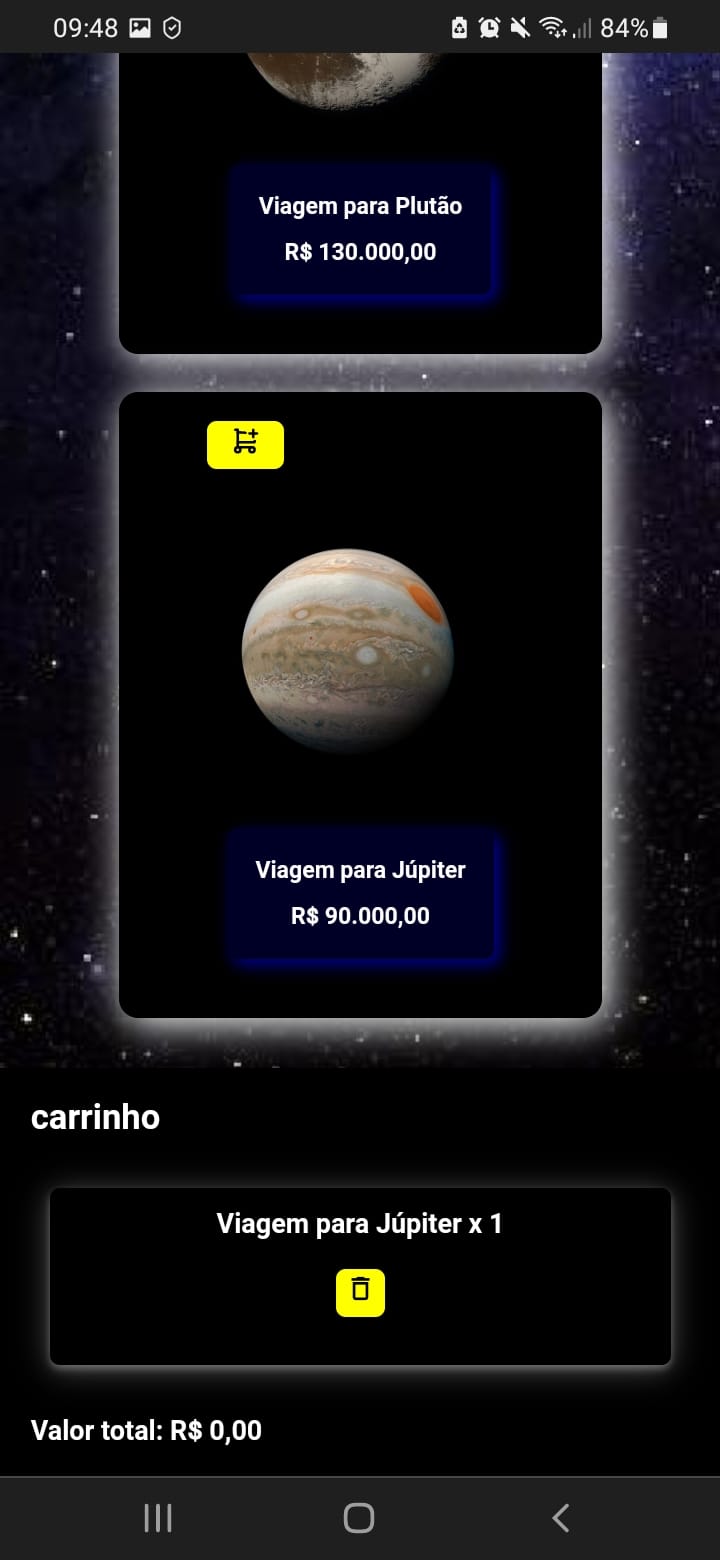 09:48
84%
Viagem para Plutão
R$ 130.000,00
Viagem para Júpiter
R$ 90.000,00
carrinho
Viagem para Júpiter x 1
Valor total: R$ 0,00